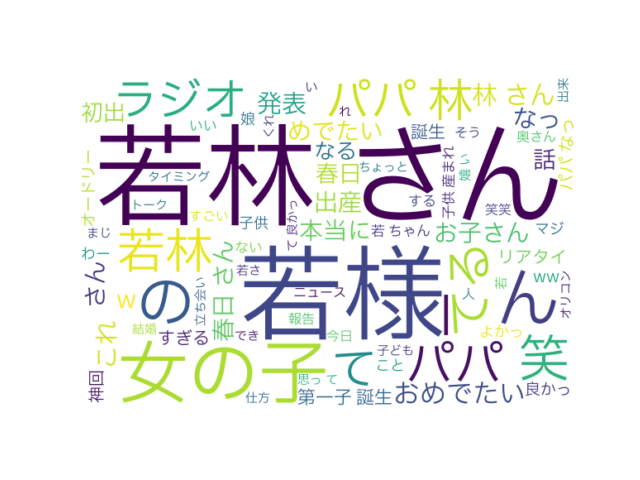 ラジオ
パパ 林
林 さん
出来
い
れ
初出
いい
娘
発表
くれ
めでたい
誕生
そう
なっ
奥さん
パパ なっ
若林 さん
オードリー
タイミング
トーク
なる
春日
ちょっと
嬉しい
話
出産
する
子供 産まれ
笑笑
て 良かっ
すごい
子供
本当に
若 ちゃん
お子さん
マジ
まじ
わー
若林
さん
の
春日 さん
ない
若さ
若様
てる
ん
リアタイ
ww
若
人
オリコン
w
立ち会い
ニュース
ー
これ
結婚
すぎる
でき
報告
今日
て
パパ
よかっ
笑
神回
女の子
仕方
思っ て
第一子 誕生
子ども
こと
おめでたい
良かっ